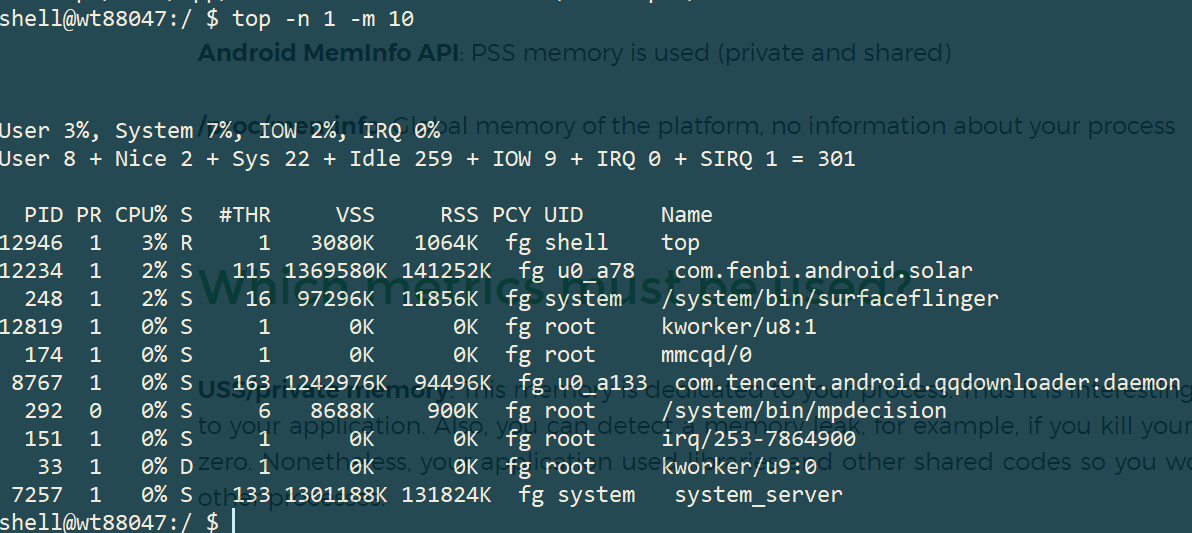 shell@wt88047:/ $ top -n 1 -m 10
Android MemInfo API: PSS memory is used (private and shared)
User 3%, System 7%, IOW 2%, IRQ 0%
/proc/meminfo: Global memory of the platform, no information about your process
User 8 + Nice 2 + Sys 22 + Idle 259 + IOW 9 + IRQ 0 + SIRQ 1 = 301
PID PR CPU% S #THR VSS RSS PCY UID Name
12946 1 3% R 1 3080K 1064K fg shell top
12234 1 2% S 115 1369580K 141252K fg u0_a78 com.fenbi.android.solar
Which metrics must be used?
248 1 2% S 16 97296K 11856K fg system /system/bin/surfaceflinger
12819 1 0% S 1 0K 0K fg root kworker/u8:1
174 1 0% S 1 0K 0K fg root mmcqd/0
8767 1 0% S 163 1242976K 94496K fg u0_a133 com.tencent.android.qqdownloader:daemon
USS/private memory: This memory is dedicated to your process. Thus it is interesting
292 0 0% S 6 8688K 900K fg root /system/bin/mpdecision
to your application. Also, you can detect a memory leak, for example, if you kill your
151 1 0% S 1 0K 0K fg root irq/253-7864900
33 1 0% D 1 0K 0K fg root kworker/u9:0
zero. Nonetheless, your application used libraries and other shared codes so you
7257 1 0% S 133 1301188K 131824K fg system system_server
other processes.
shell@wt88047:/ $